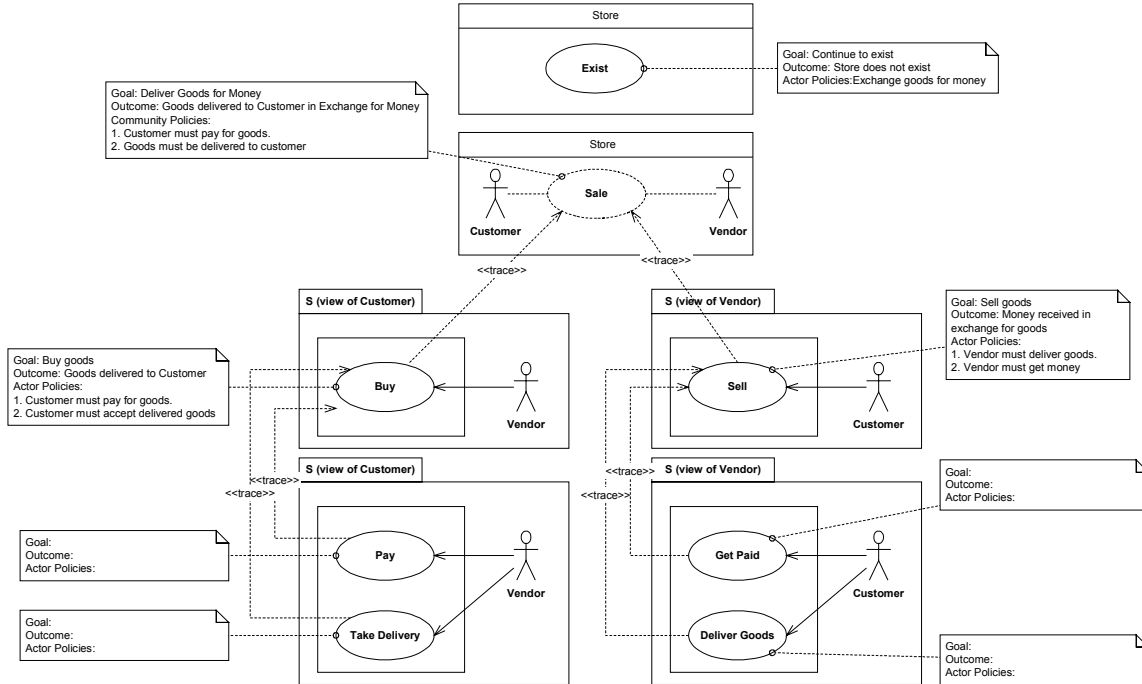 Store
Exist
Goal: Continue to exist
Outcome: Store does not exist
Actor Policies:Exchange goods for money
Goal: Deliver Goods for Money
Outcome: Goods delivered to Customer in Exchange for Money
Community Policies:
1. Customer must pay for goods.
2. Goods must be delivered to customer
Store
Sale
Customer
Vendor
<<trace>>
<<trace>>
S (view of Customer)
Buy
Vendor
Goal: Buy goods
Outcome: Goods delivered to Customer
Actor Policies:
1. Customer must pay for goods.
2. Customer must accept delivered goods
S (view of Vendor)
Sell
Customer
Goal: Sell goods
Outcome: Money received in
exchange for goods
Actor Policies:
1. Vendor must deliver goods.
2. Vendor must get money
S (view of Customer)
<<trace>>
<<trace>>
Pay
Vendor
Take Delivery
Goal:
Outcome:
Actor Policies:
Goal:
Outcome:
Actor Policies:
S (view of Vendor)
<<trace>>
<<trace>>
Get Paid
Customer
Deliver Goods
Goal:
Outcome:
Actor Policies:
Goal:
Outcome:
Actor Policies: